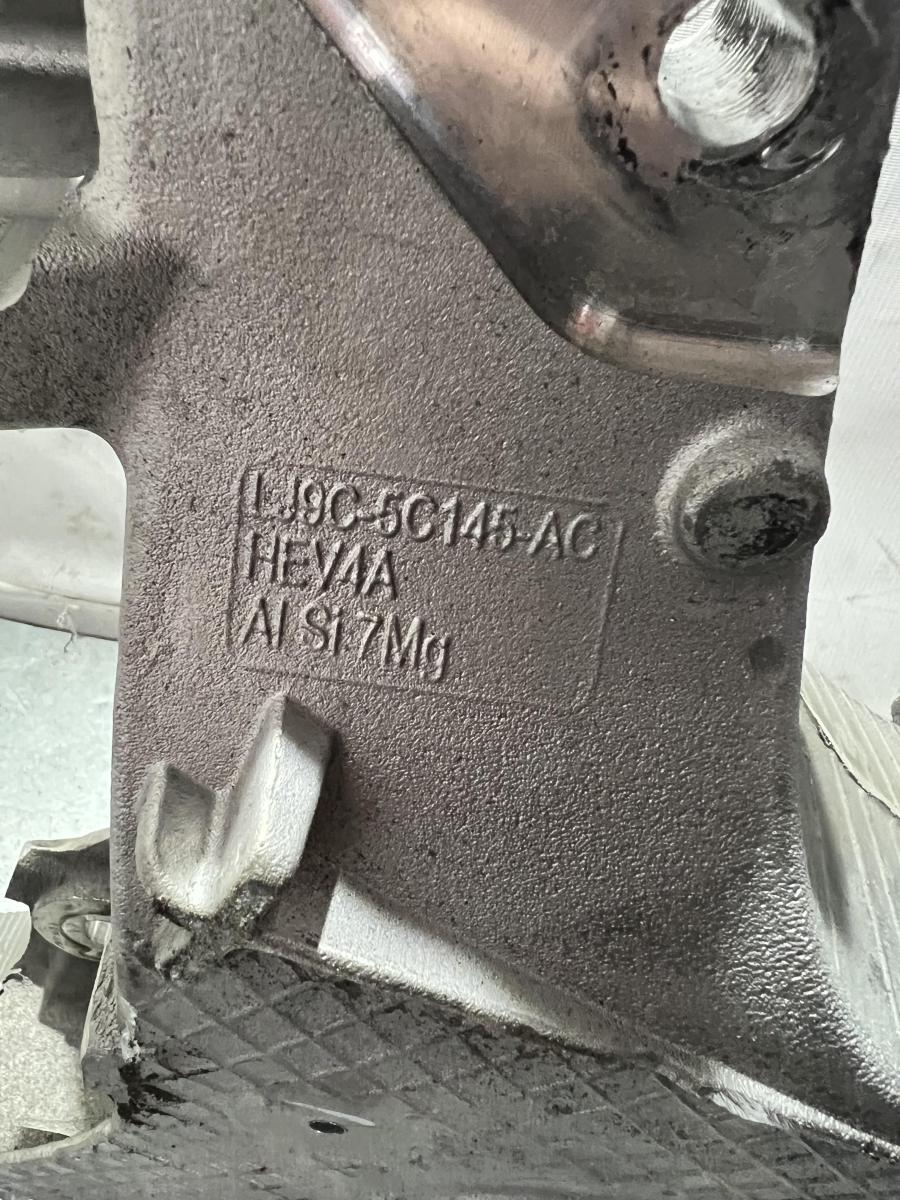 LJ9C-5C145-AC
HEV4A
Al Si 7Mg